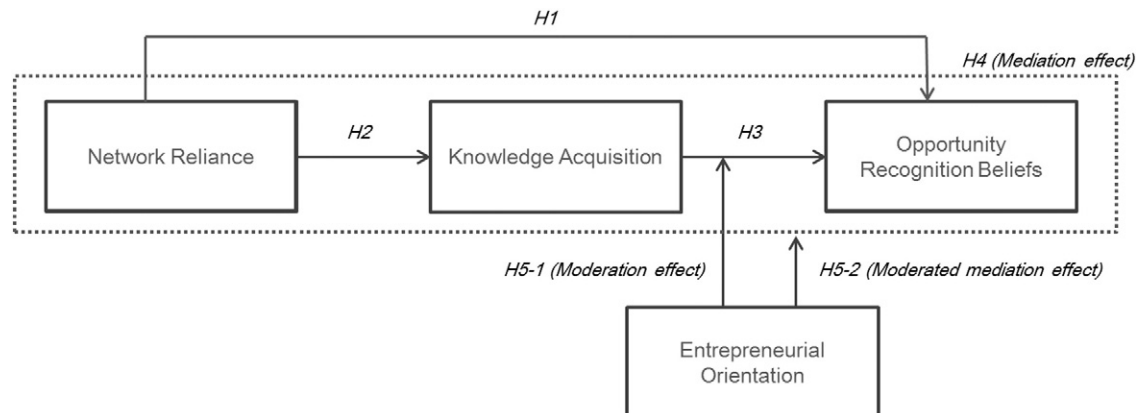 H1
H4 (Mediation effect)
Network Reliance
H2
Knowledge Acquisition
H3
Opportunity
Recognition Beliefs
H5-1 (Moderation effect)
H5-2 (Moderated mediation effect)
Entrepreneurial
Orientation